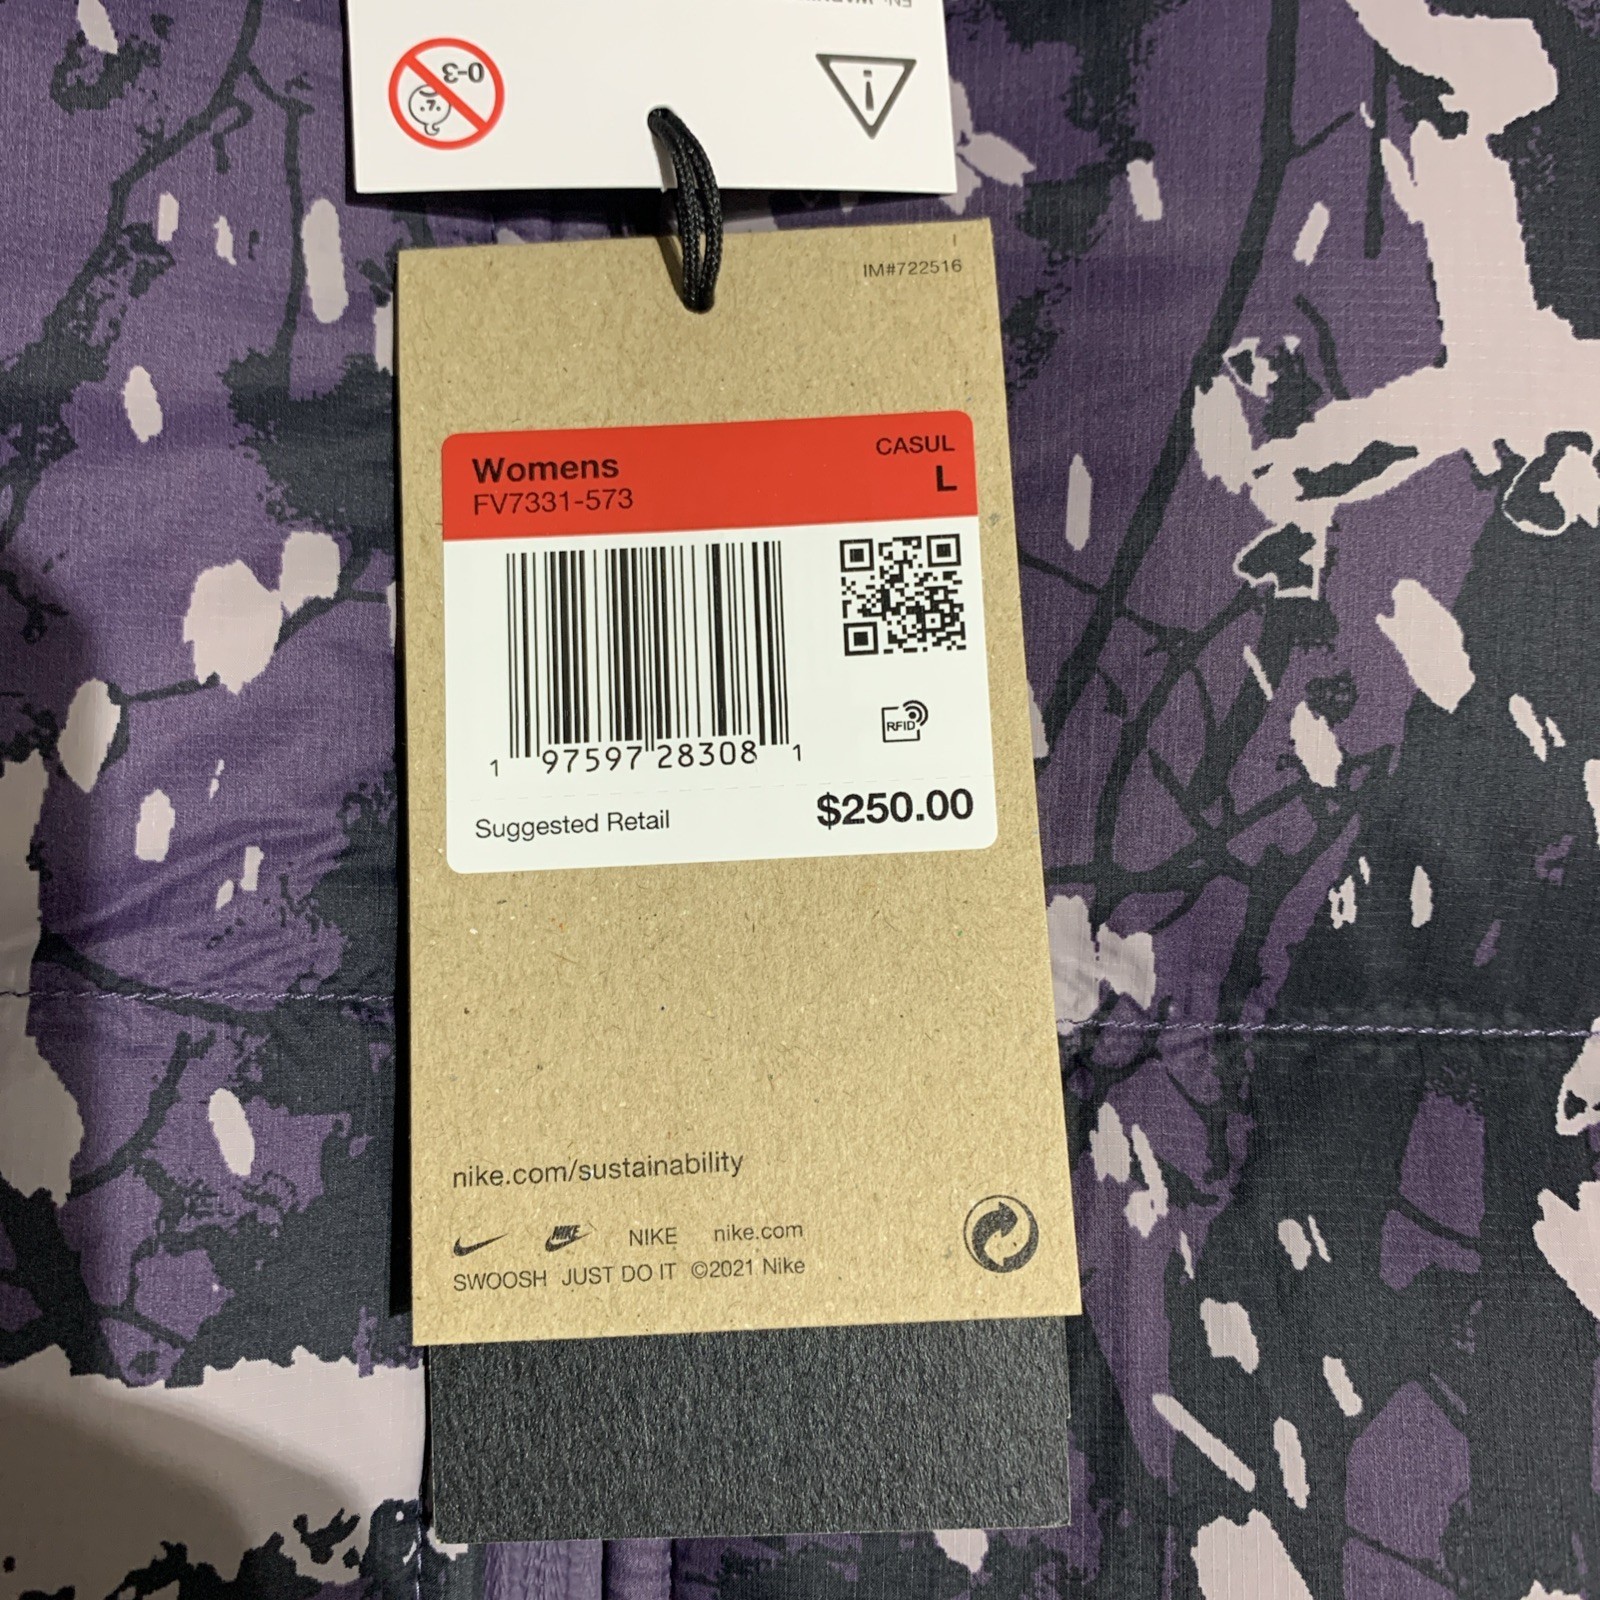 0-3
i
IM#722516
Womens
FV7331-573
CASUL
L
1 97597 28308 1
RFID
Suggested Retail
$250.00
nike.com/sustainability
NIKE NIKE nike.com
SWOOSH JUST DO IT ©2021 Nike